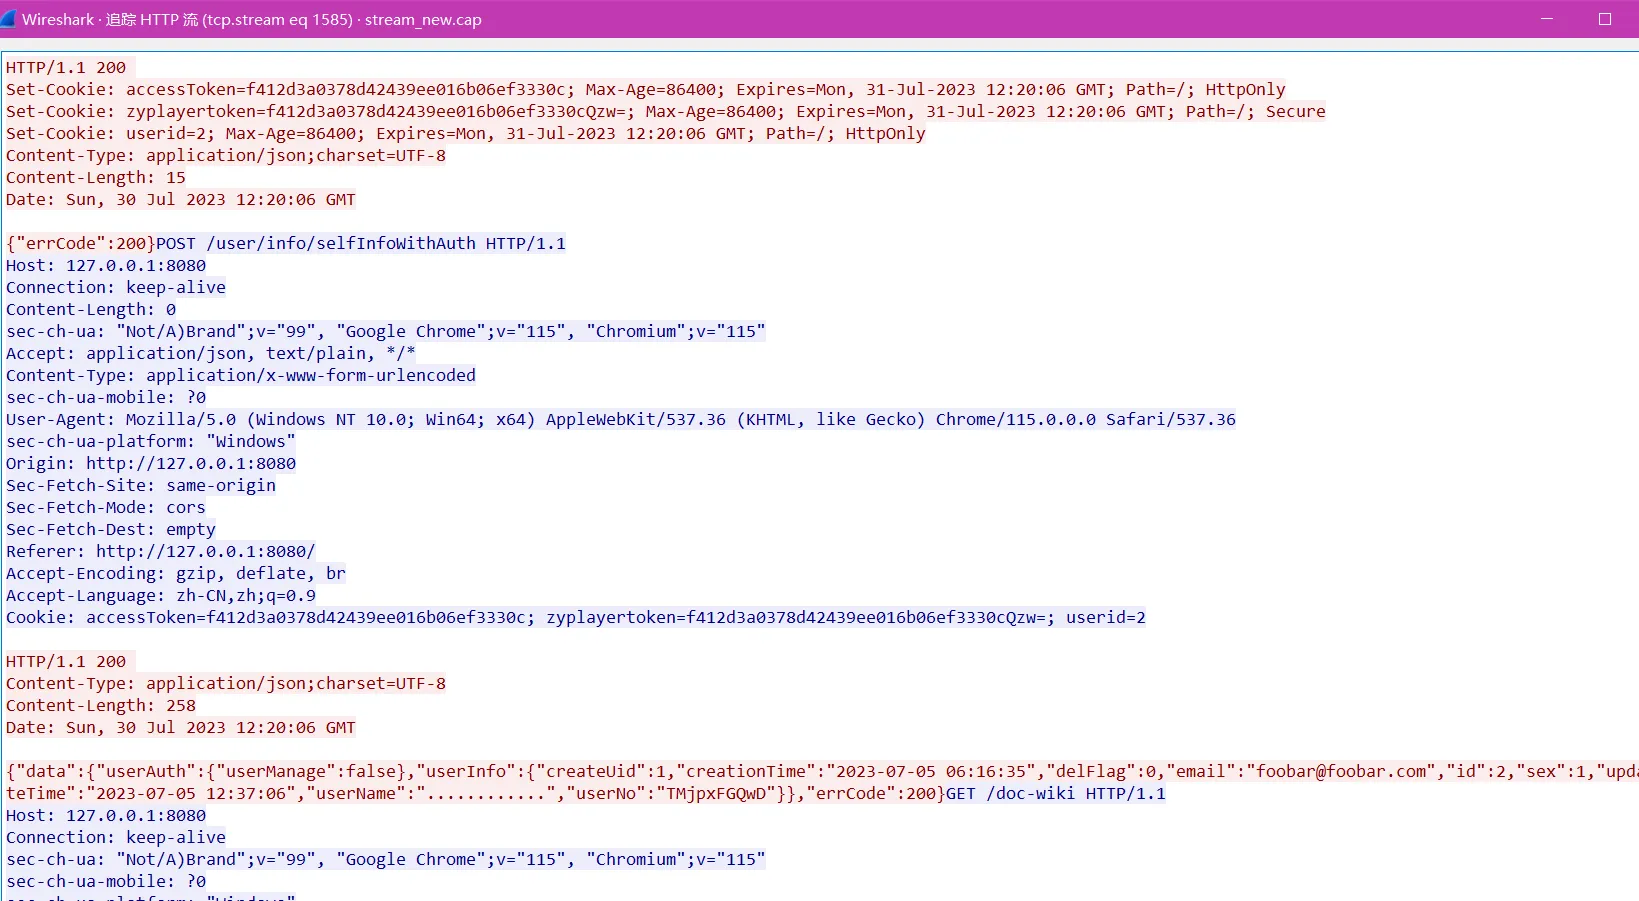 Wireshark · 追踪 HTTP 流 (tcp.stream eq 1585) · stream_new.cap
HTTP/1.1 200
Set-Cookie: accessToken=f412d3a0378d42439ee016b06ef3330c; Max-Age=86400; Expires=Mon, 31-Jul-2023 12:20:06 GMT; Path=/; HttpOnly
Set-Cookie: zyplayertoken=f412d3a0378d42439ee016b06ef3330cQzw=; Max-Age=86400; Expires=Mon, 31-Jul-2023 12:20:06 GMT; Path=/; Secure
Set-Cookie: userid=2; Max-Age=86400; Expires=Mon, 31-Jul-2023 12:20:06 GMT; Path=/; HttpOnly
Content-Type: application/json;charset=UTF-8
Content-Length: 15
Date: Sun, 30 Jul 2023 12:20:06 GMT
{"errCode":200}POST /user/info/selfInfoWithAuth HTTP/1.1
Host: 127.0.0.1:8080
Connection: keep-alive
Content-Length: 0
sec-ch-ua: "Not/A)Brand";v="99", "Google Chrome";v="115", "Chromium";v="115"
Accept: application/json, text/plain, */*
Content-Type: application/x-www-form-urlencoded
sec-ch-ua-mobile: ?0
User-Agent: Mozilla/5.0 (Windows NT 10.0; Win64; x64) AppleWebKit/537.36 (KHTML, like Gecko) Chrome/115.0.0.0 Safari/537.36
sec-ch-ua-platform: "Windows"
Origin: http://127.0.0.1:8080
Sec-Fetch-Site: same-origin
Sec-Fetch-Mode: cors
Sec-Fetch-Dest: empty
Referer: http://127.0.0.1:8080/
Accept-Encoding: gzip, deflate, br
Accept-Language: zh-CN,zh;q=0.9
Cookie: accessToken=f412d3a0378d42439ee016b06ef3330c; zyplayertoken=f412d3a0378d42439ee016b06ef3330cQzw=; userid=2
HTTP/1.1 200
Content-Type: application/json;charset=UTF-8
Content-Length: 258
Date: Sun, 30 Jul 2023 12:20:06 GMT
{"data":{"userAuth":{"userManage":false},"userInfo":{"createUid":1,"creationTime":"2023-07-05 06:16:35","delFlag":0,"email":"foobar@foobar.com","id":2,"sex":1,"upda
teTime":"2023-07-05 12:37:06","userName":"............","userNo":"TMjpxFGQwD"}},"errCode":200}GET /doc-wiki HTTP/1.1
Host: 127.0.0.1:8080
Connection: keep-alive
sec-ch-ua: "Not/A)Brand";v="99", "Google Chrome";v="115", "Chromium";v="115"
sec-ch-ua-mobile: ?0
sec-ch-ua-platform: "Windows"